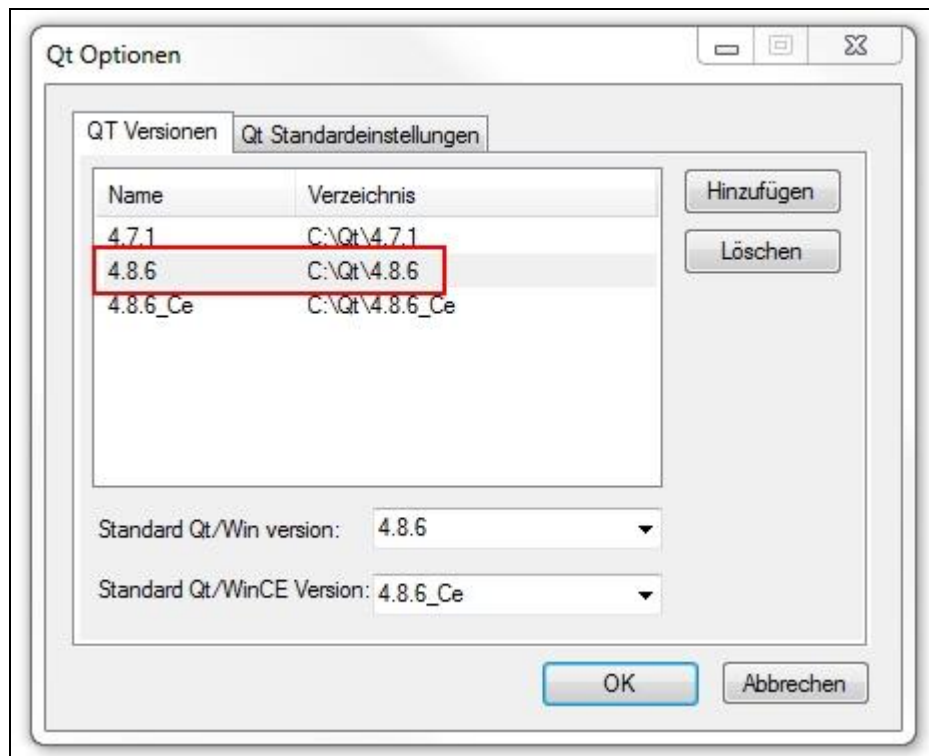 Qt Optionen
QT Versionen Qt Standardeinstellungen
Name Verzeichnis Hinzufügen
4.7.1 C:\Qt\4.7.1
Löschen
4.8.6 C:\Qt\4.8.6
4.8.6_Ce C:\Qt\4.8.6_Ce
Standard Qt/Win version: 4.8.6
Standard Qt/WinCE Version: 4.8.6_Ce
OK Abbrechen